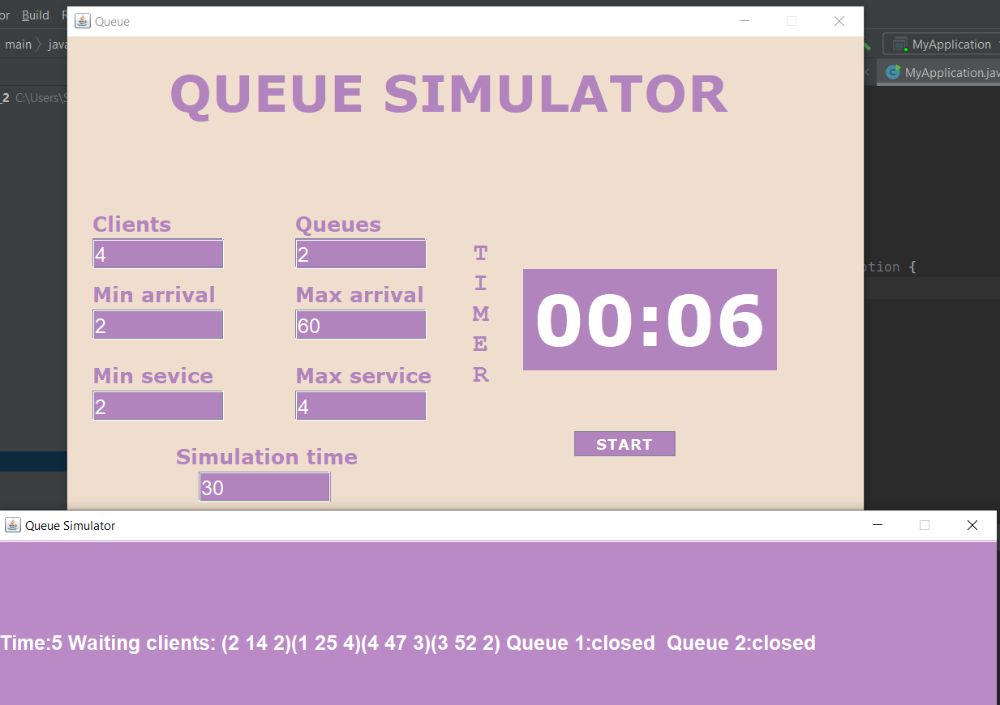 or Build R
Queue
main java
MyApplication
MyApplication.jav
_2 C:\Users\S
QUEUE SIMULATOR
Clients
4
Queues
2
Min arrival
2
Max arrival
60
Min sevice
2
Max service
4
Simulation time
30
T
I
M
E
R
00:06
START
ption {
Queue Simulator
Time:5 Waiting clients: (2 14 2)(1 25 4)(4 47 3)(3 52 2) Queue 1:closed Queue 2:closed